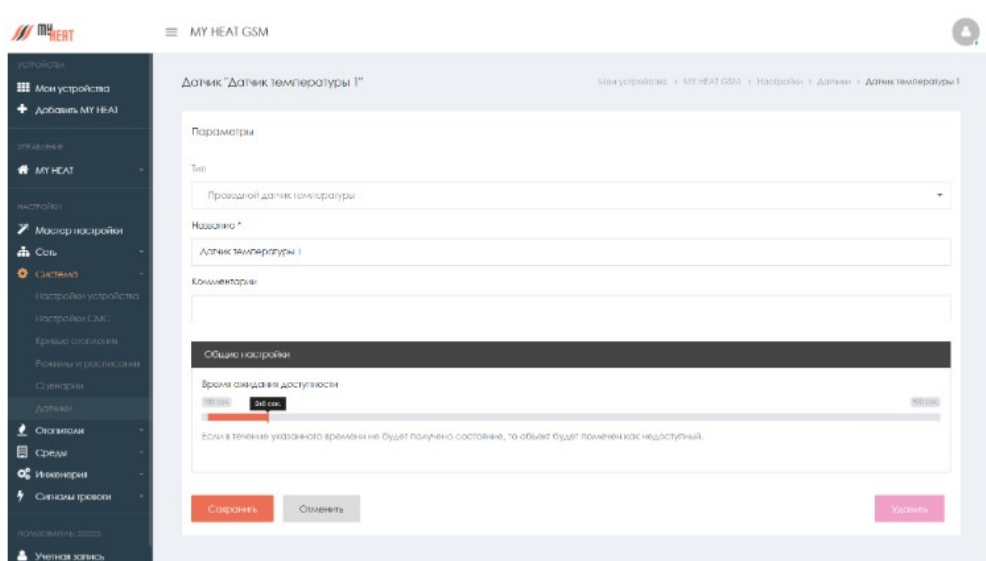 MY HEAT
MY HEAT GSM
УСТРОЙСТВА
Мои устройства
Добавить MY HEAT
УПРАВЛЕНИЕ
MY HEAT
НАСТРОЙКИ
Мастер настройки
Сеть
Система
Настройки устройства
Настройки СМС
Кривые отопления
Режимы и расписания
Сценарии
Датчики
Отопители
Среды
Инженерия
Сигналы тревоги
ПОЛЬЗОВАТЕЛЬ: 222222
Учетная запись
Датчик "Датчик температуры 1"
Мои устройства > MY HEAT GSM > Настройки > Датчики > Датчик температуры 1
Параметры
Тип
Проводной датчик температуры
Название *
Датчик температуры 1
Комментарии
Общие настройки
Время ожидания доступности
240 сек.
900 сек.
Если в течение указанного времени не будет получено состояние, то объект будет помечен как недоступный.
Сохранить
Отменить
Удалить